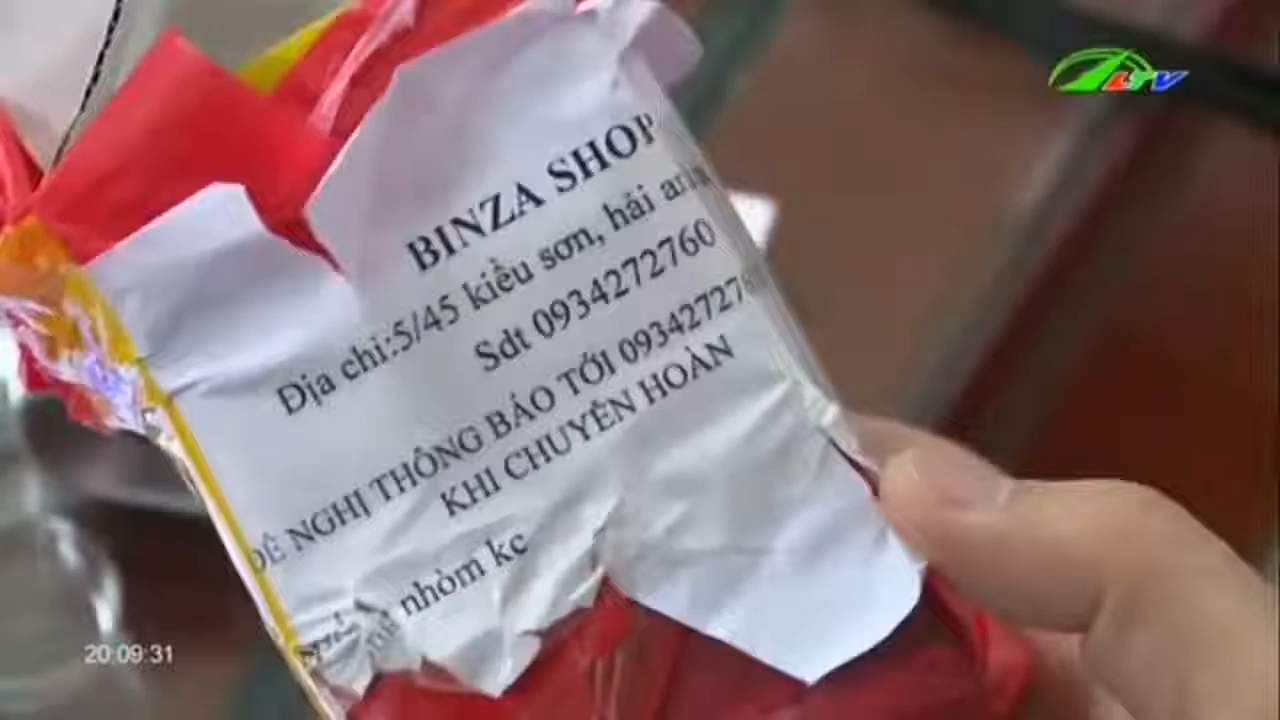 LTV
BINZA SHOP
Địa chỉ:5/45 kiều sơn, hải
Sdt 0934272760
ĐỀ NGHỊ THÔNG BÁO TỚI 093427276
KHI CHUYỂN HOÀN
nhòm kc
20:09:31